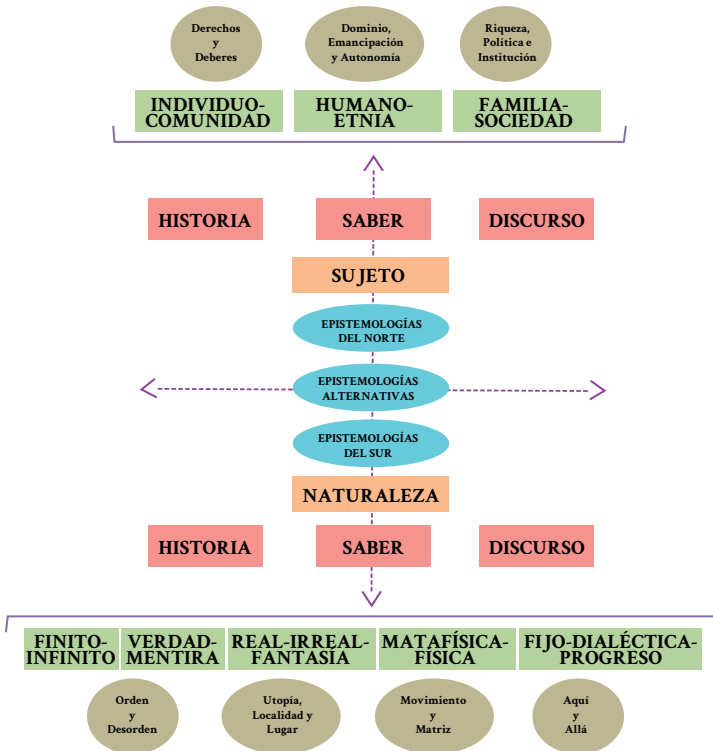 Derechos
y
Deberes
Dominio,
Emancipación
y Autonomía
Riqueza,
Política e
Institución
INDIVIDUO-
COMUNIDAD
HUMANO-
ETNIA
FAMILIA-
SOCIEDAD
HISTORIA
SABER
DISCURSO
SUJETO
EPISTEMOLOGÍAS
DEL NORTE
EPISTEMOLOGÍAS
ALTERNATIVAS
EPISTEMOLOGÍAS
DEL SUR
NATURALEZA
HISTORIA
SABER
DISCURSO
FINITO-
INFINITO
VERDAD-
MENTIRA
REAL-IRREAL-
FANTASÍA
MATAFÍSICA-
FÍSICA
FIJO-DIALÉCTICA-
PROGRESO
Orden
y
Desorden
Utopía,
Localidad y
Lugar
Movimiento
y
Matriz
Aquí
y
Allá